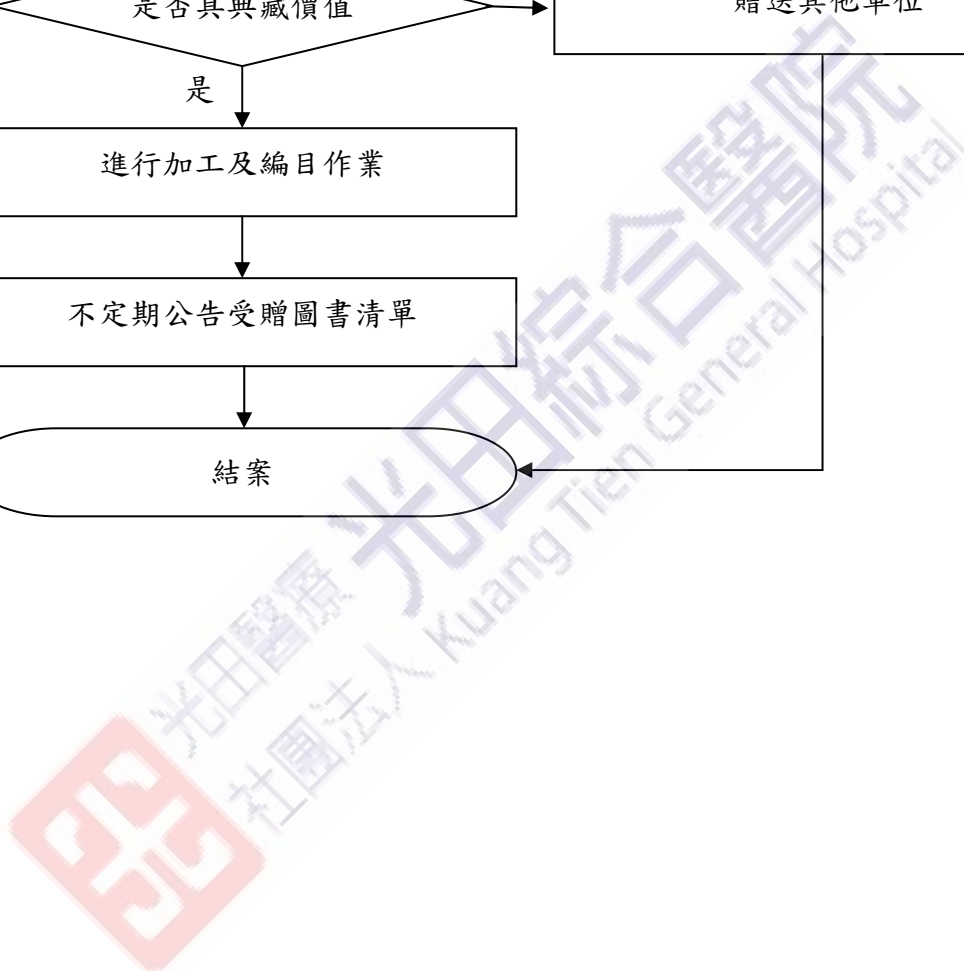 是否具典藏價值
贈送其他單位
是
進行加工及編目作業
不定期公告受贈圖書清單
結案
光田醫療
社團法人
光田綜合醫院
Kuang Tien General Hospital